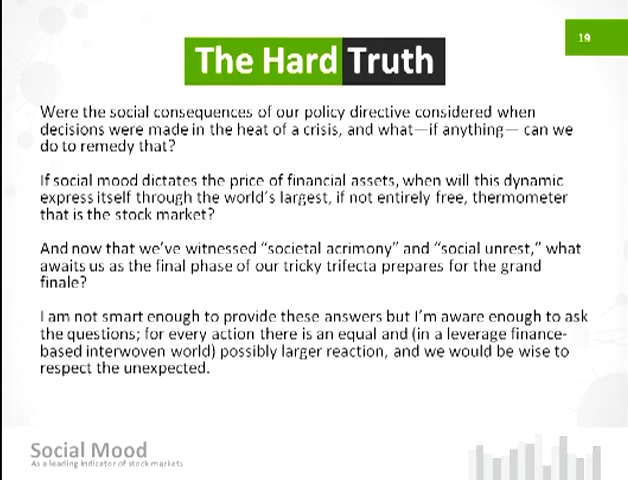 19
The Hard Truth
Were the social consequences of our policy directive considered when
decisions were made in the heat of a crisis, and what—if anything— can we
do to remedy that?
If social mood dictates the price of financial assets, when will this dynamic
express itself through the world's largest, if not entirely free, thermometer
that is the stock market?
And now that we've witnessed "societal acrimony" and "social unrest," what
awaits us as the final phase of our tricky trifecta prepares for the grand
finale?
I am not smart enough to provide these answers but I'm aware enough to ask
the questions; for every action there is an equal and (in a leverage finance-
based interwoven world) possibly larger reaction, and we would be wise to
respect the unexpected.
Social Mood
As a leading indicator of stock markets